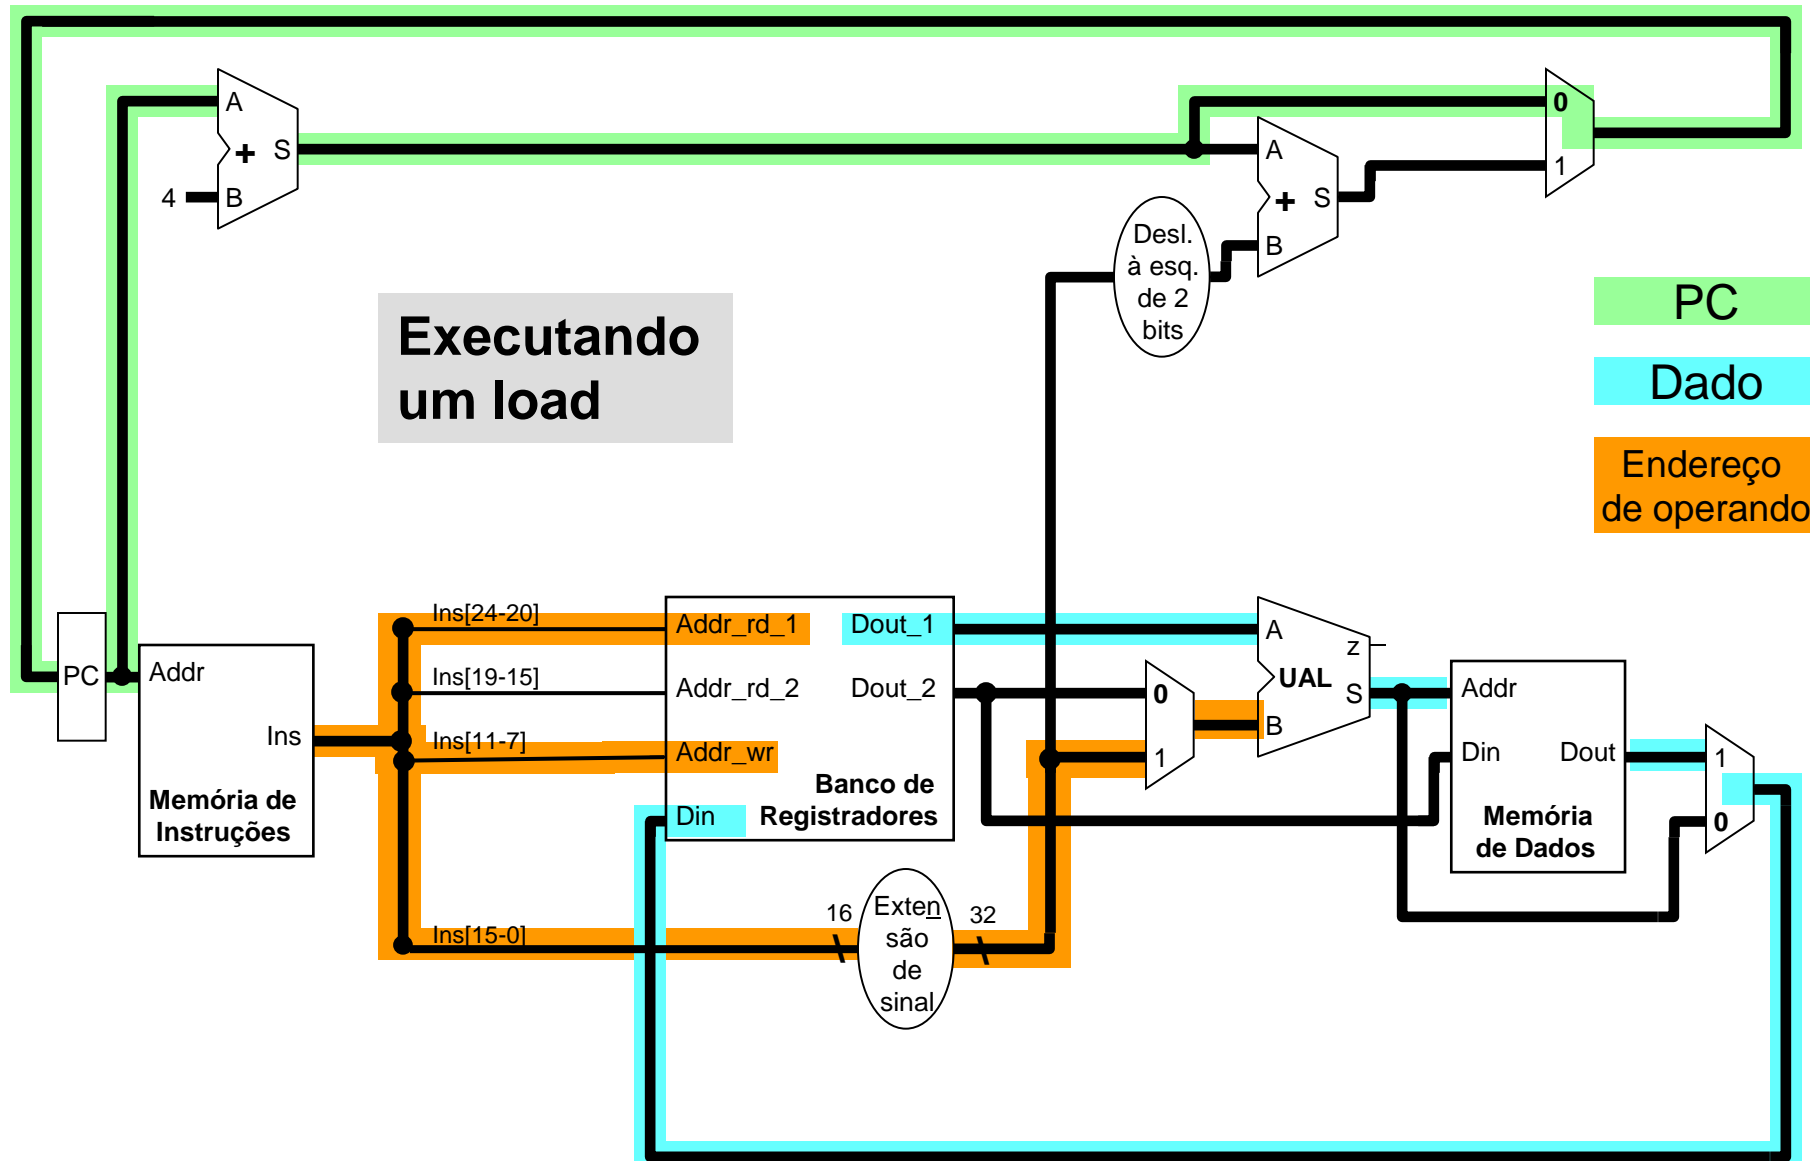 A
+ S
4 B
0
1
A
+ S
B
Desl.
à esq.
de 2
bits
Executando
um load
PC
Dado
Endereço
de operando
PC
Addr
Ins
Memória de
Instruções
Ins[24-20]
Ins[19-15]
Ins[11-7]
Ins[15-0]
Addr_rd_1 Dout_1
Addr_rd_2 Dout_2
Addr_wr
Banco de
Din Registradores
16
Exten
são
de
sinal
32
0
1
A
z
UAL
S
B
Addr
Din Dout
Memória
de Dados
1
0